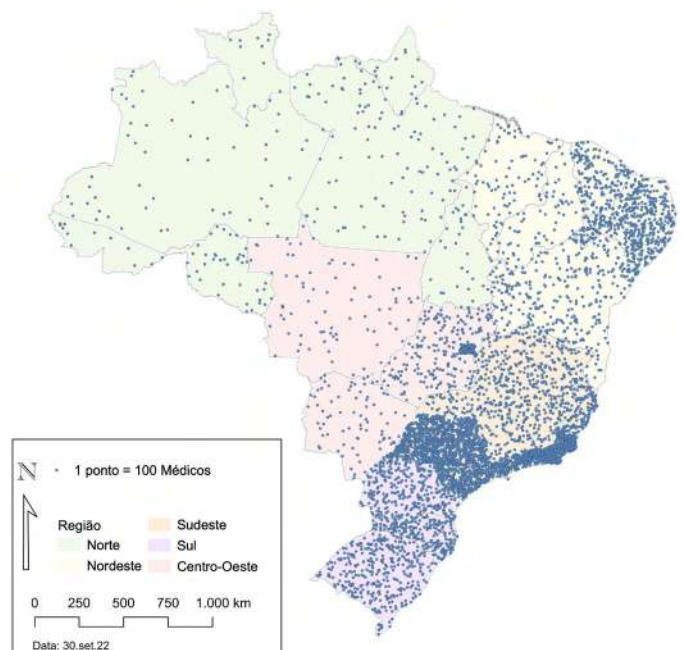 N
1 ponto = 100 Médicos
Região
Norte
Nordeste
Sudeste
Sul
Centro-Oeste
0 250 500 750 1.000 km
Data: 30.set.22